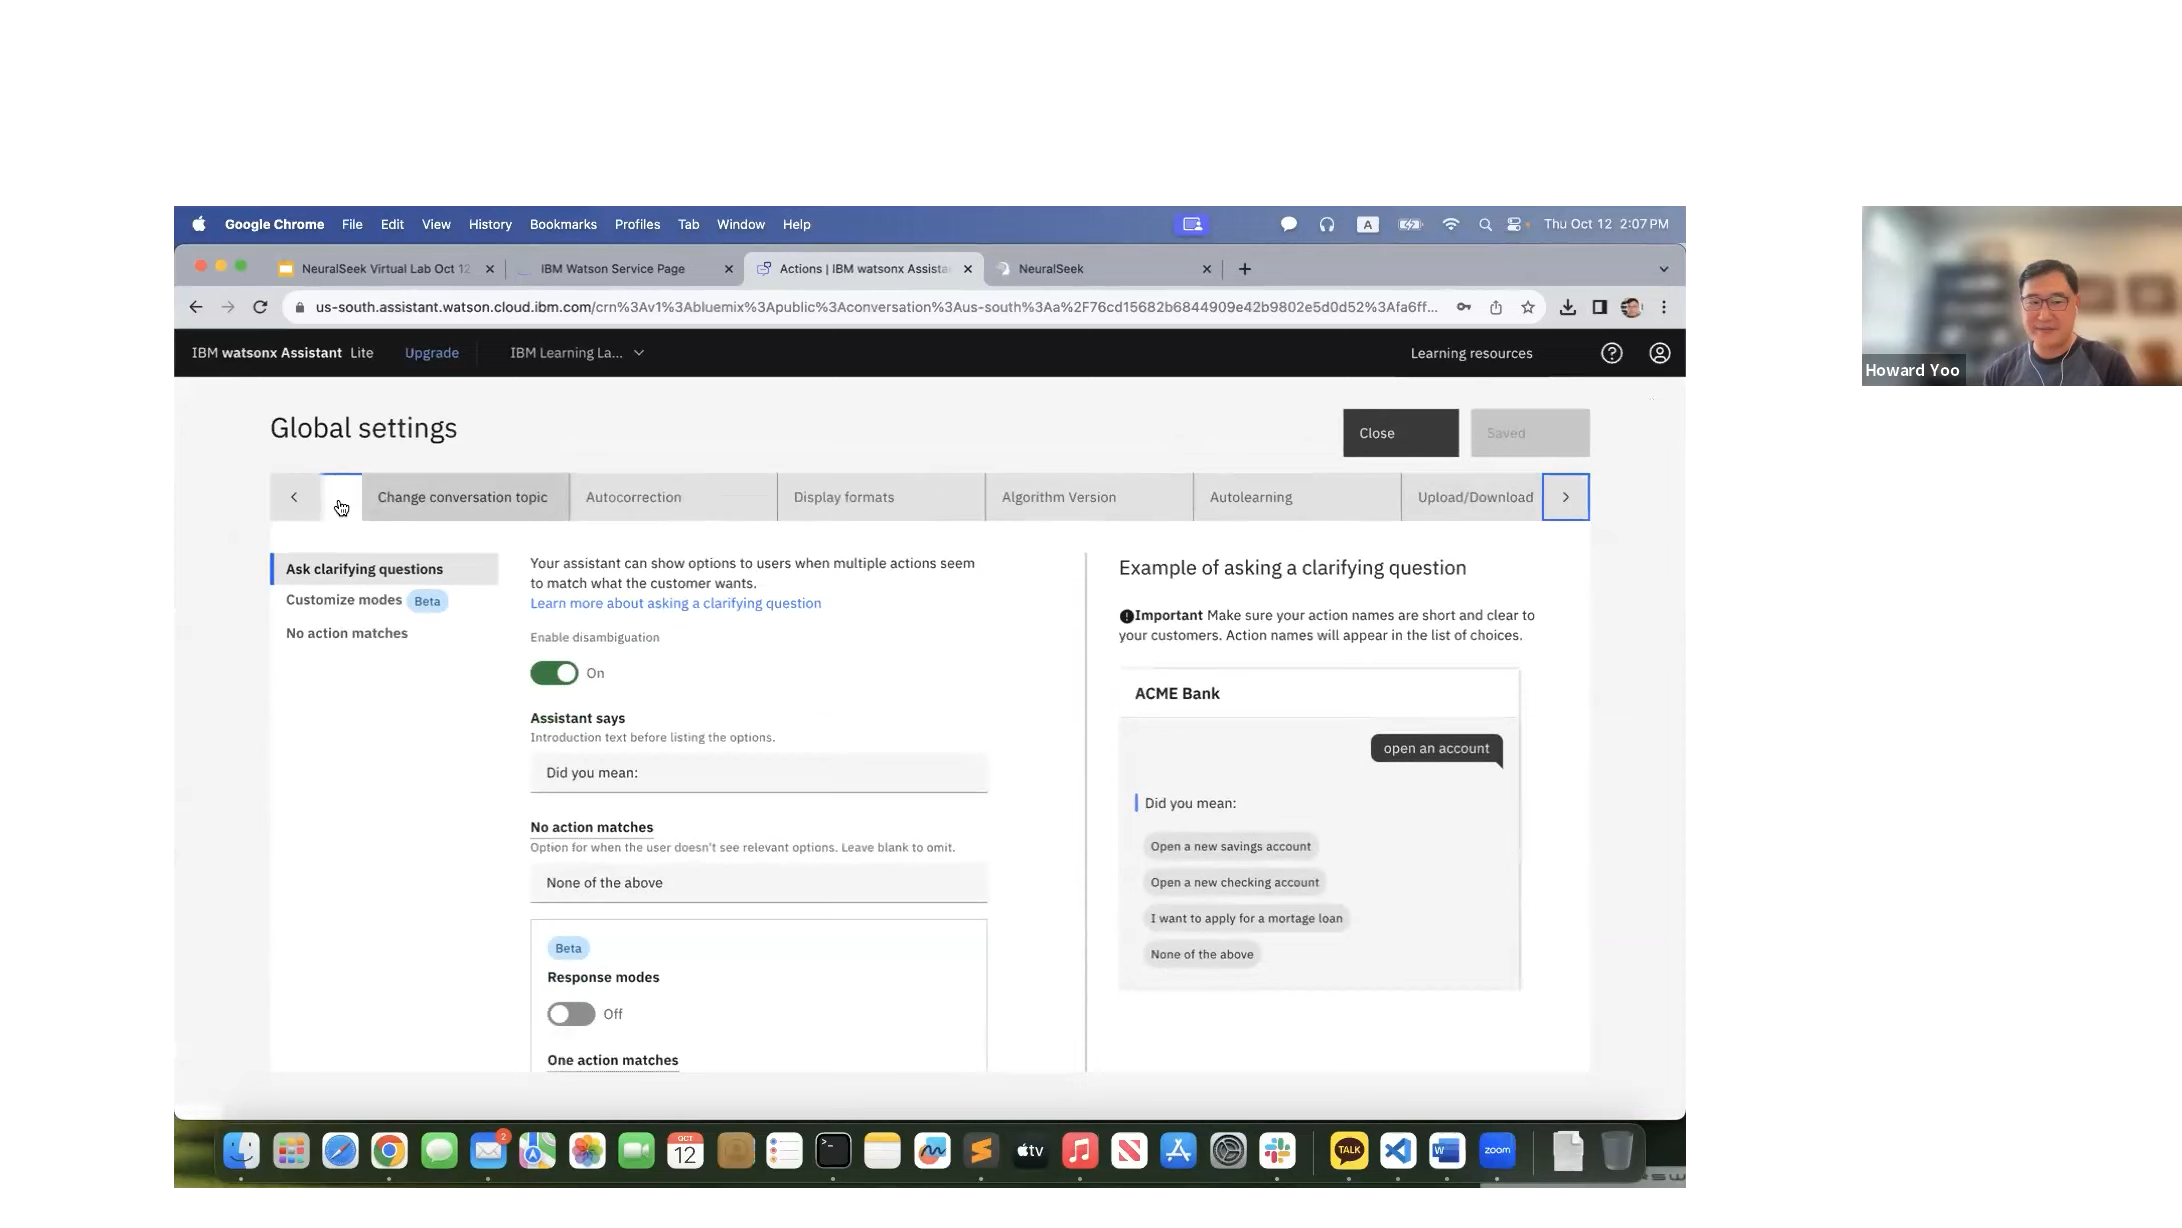 Google Chrome File Edit View History Bookmarks Profiles Tab Window Help A Thu Oct 12 2:07 PM
NeuralSeek Virtual Lab Oct 12 IBM Watson Service Page Actions | IBM watsonx Assista NeuralSeek
us-south.assistant.watson.cloud.ibm.com/crn%3Av1%3Abluemix%3Apublic%3Aconversation%3Aus-south%3Aa%2F76cd15682b6844909e42b9802e5d0d52%3Afa6ff...
IBM watsonx Assistant Lite Upgrade IBM Learning La... Learning resources
Howard Yoo
Global settings
Close Saved
Change conversation topic Autocorrection Display formats Algorithm Version Autolearning Upload/Download
Ask clarifying questions
Customize modes Beta
No action matches
Your assistant can show options to users when multiple actions seem
to match what the customer wants.
Learn more about asking a clarifying question
Enable disambiguation
On
Assistant says
Introduction text before listing the options.
Did you mean:
No action matches
Option for when the user doesn't see relevant options. Leave blank to omit.
None of the above
Beta
Response modes
Off
One action matches
Example of asking a clarifying question
Important Make sure your action names are short and clear to
your customers. Action names will appear in the list of choices.
ACME Bank
open an account
Did you mean:
Open a new savings account
Open a new checking account
I want to apply for a mortage loan
None of the above
2 OCT 12 tv TALK W zoom